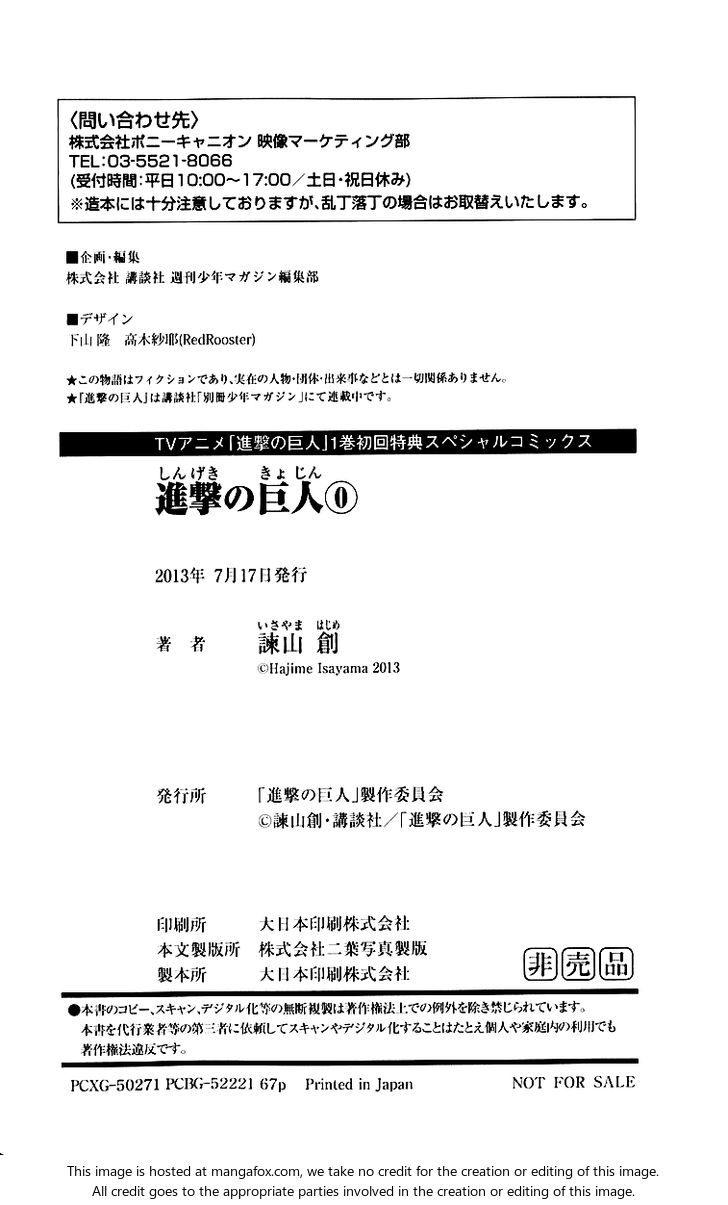 〈問い合わせ先〉
株式会社ポニーキャニオン 映像マーケティング部
TEL:03-5521-8066
(受付時間:平日10:00〜17:00／土日・祝日休み)
※造本には十分注意しておりますが、乱丁落丁の場合はお取替えいたします。
■企画・編集
株式会社 講談社 週刊少年マガジン編集部
■デザイン
下山 隆　高木紗耶(RedRooster)
★この物語はフィクションであり、実在の人物・団体・出来事などとは一切関係ありません。
★「進撃の巨人」は講談社「別冊少年マガジン」にて連載中です。
TVアニメ「進撃の巨人」1巻初回特典スペシャルコミックス
しんげき　きょじん
進撃の巨人⓪
2013年 7月17日発行
いさやま　はじめ
著　者　諫山 創
©Hajime Isayama 2013
発行所　「進撃の巨人」製作委員会
©諫山創・講談社／「進撃の巨人」製作委員会
印刷所　大日本印刷株式会社
本文製版所　株式会社二葉写真製版
製本所　大日本印刷株式会社
非売品
●本書のコピー、スキャン、デジタル化等の無断複製は著作権法上での例外を除き禁じられています。
本書を代行業者等の第三者に依頼してスキャンやデジタル化することはたとえ個人や家庭内の利用でも
著作権法違反です。
PCXG-50271 PCBG-52221 67p　Printed in Japan　NOT FOR SALE
This image is hosted at mangafox.com, we take no credit for the creation or editing of this image.
All credit goes to the appropriate parties involved in the creation or editing of this image.